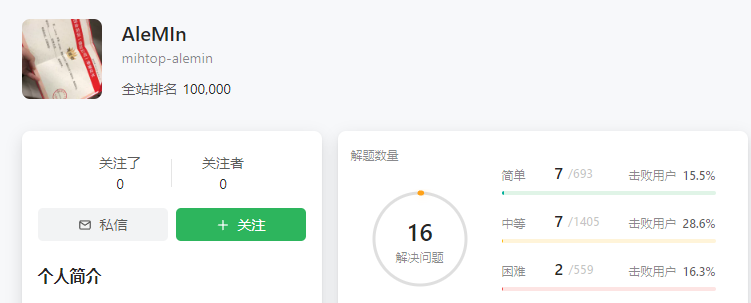 AleMIn
mihtop-alemin
全站排名 100,000
关注了
0
关注者
0
私信
关注
个人简介
解题数量
16
解决问题
简单 7 /693 击败用户 15.5%
中等 7 /1405 击败用户 28.6%
困难 2 /559 击败用户 16.3%